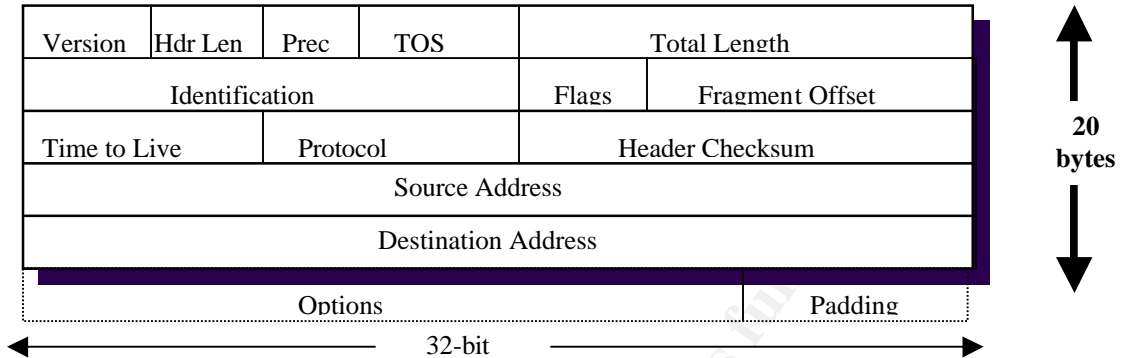 Version Hdr Len Prec TOS Total Length
Identification Flags Fragment Offset
Time to Live Protocol Header Checksum
Source Address
Destination Address
Options Padding
32-bit
20
bytes